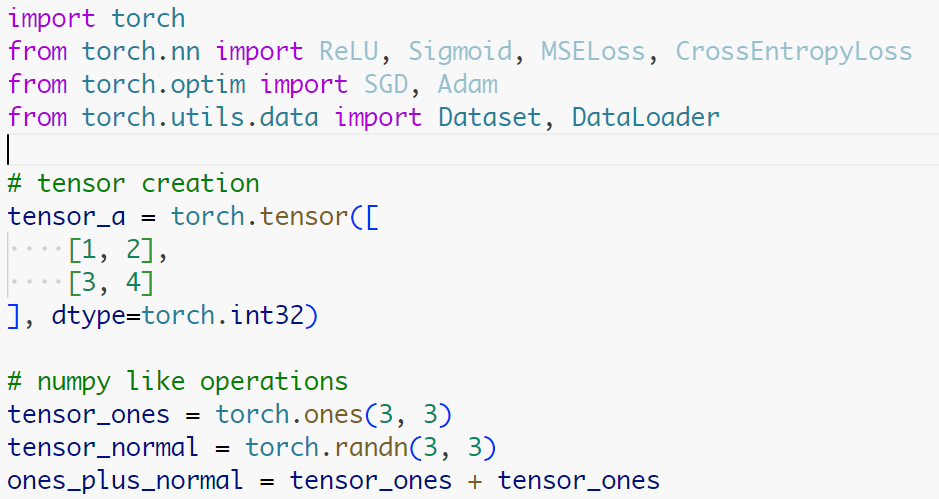 import torch
from torch.nn import ReLU, Sigmoid, MSELoss, CrossEntropyLoss
from torch.optim import SGD, Adam
from torch.utils.data import Dataset, DataLoader

# tensor creation
tensor_a = torch.tensor([
    [1, 2],
    [3, 4]
], dtype=torch.int32)

# numpy like operations
tensor_ones = torch.ones(3, 3)
tensor_normal = torch.randn(3, 3)
ones_plus_normal = tensor_ones + tensor_ones